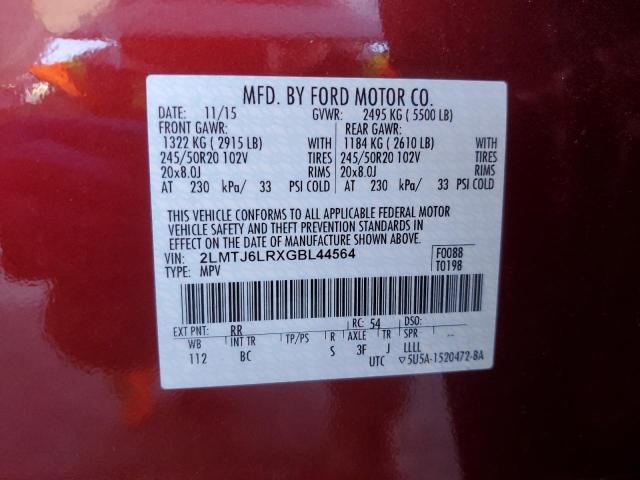 MFD. BY FORD MOTOR CO.
DATE: 11/15 GVWR: 2495 KG ( 5500 LB)
FRONT GAWR: REAR GAWR:
1322 KG ( 2915 LB) WITH 1184 KG ( 2610 LB) WITH
245/50R20 102V TIRES 245/50R20 102V TIRES
20x8.0J RIMS 20x8.0J RIMS
AT 230 kPa/ 33 PSI COLD AT 230 kPa/ 33 PSI COLD
THIS VEHICLE CONFORMS TO ALL APPLICABLE FEDERAL MOTOR
VEHICLE SAFETY AND THEFT PREVENTION STANDARDS IN
EFFECT ON THE DATE OF MANUFACTURE SHOWN ABOVE.
VIN: 2LMTJ6LRXGBL44564 F0088
TYPE: MPV T0198
EXT PNT: RR RC: 54 DSO:
WB INT TR TP/PS R AXLE TR SPR
112 BC S 3F J LLLL
UTC ▽5U5A-1520472-BA